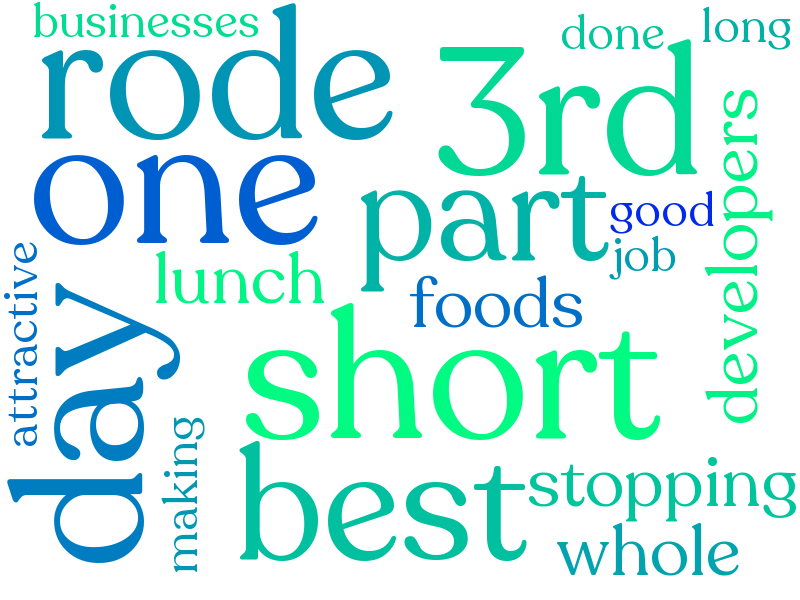 businesses
done
long
rode
3rd
developers
one
part
good
job
attractive
lunch
foods
day
short
making
best
stopping
whole